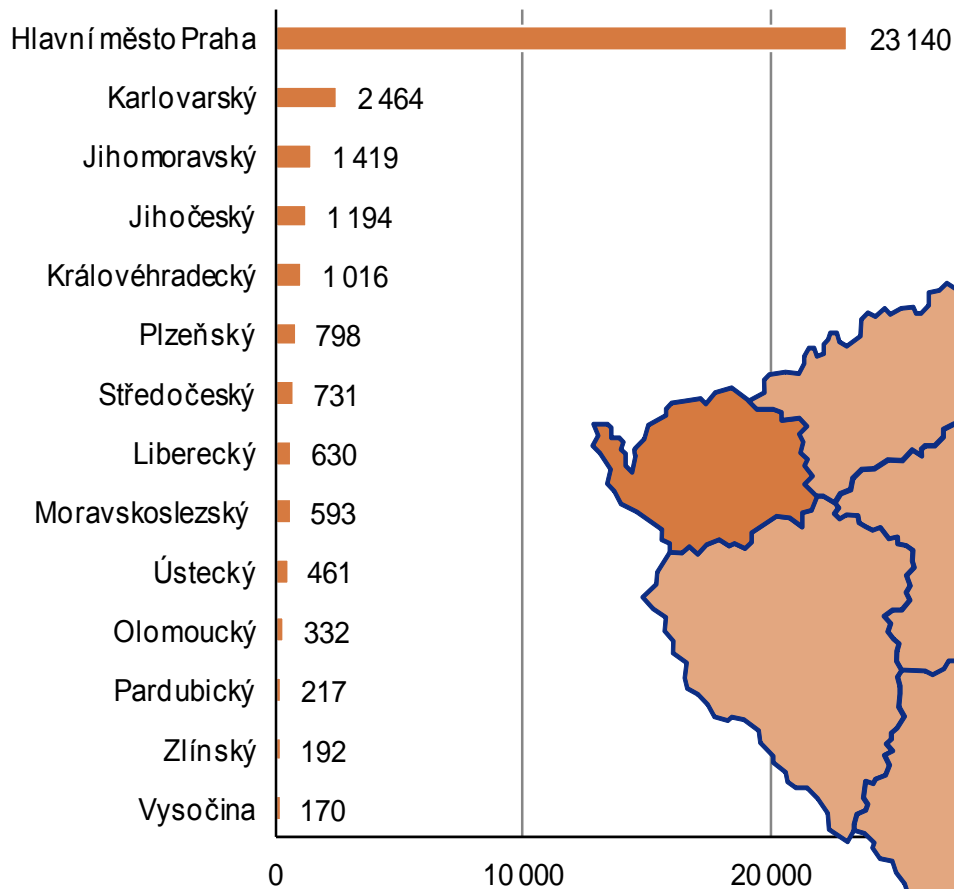 Hlavní město Praha 23 140
Karlovarský 2 464
Jihomoravský 1 419
Jihočeský 1 194
Královéhradecký 1 016
Plzeňský 798
Středočeský 731
Liberecký 630
Moravskoslezský 593
Ústecký 461
Olomoucký 332
Pardubický 217
Zlínský 192
Vysočina 170
0 10 000 20 000